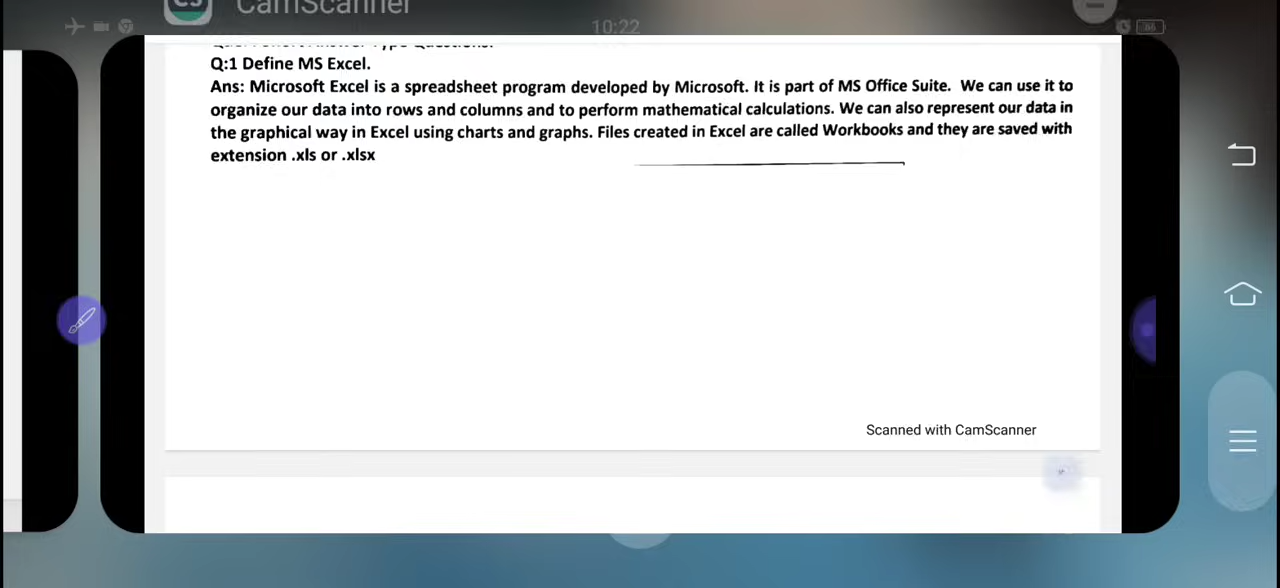 CamScanner
10:22
66
Q:1 Define MS Excel.
Ans: Microsoft Excel is a spreadsheet program developed by Microsoft. It is part of MS Office Suite. We can use it to
organize our data into rows and columns and to perform mathematical calculations. We can also represent our data in
the graphical way in Excel using charts and graphs. Files created in Excel are called Workbooks and they are saved with
extension .xls or .xlsx
Scanned with CamScanner